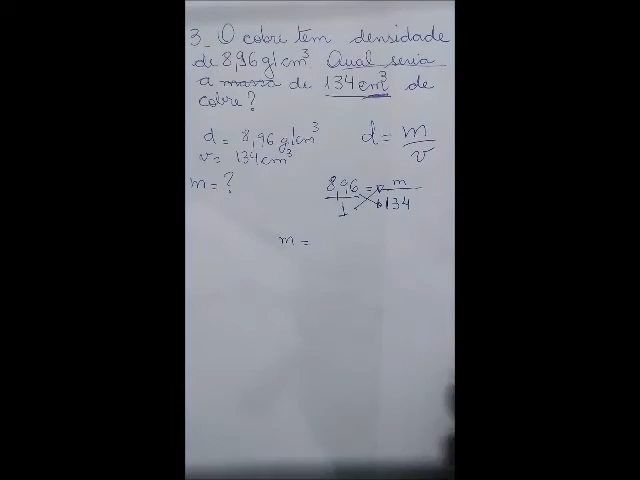 3_ O cobre tem densidade
de 8,96 g/cm³. Qual seria
a massa de 134 cm³ de
cobre?
d = 8,96 g/cm³
v = 134 cm³
m = ?
d = m
v
8,96 = m
1 134
m =